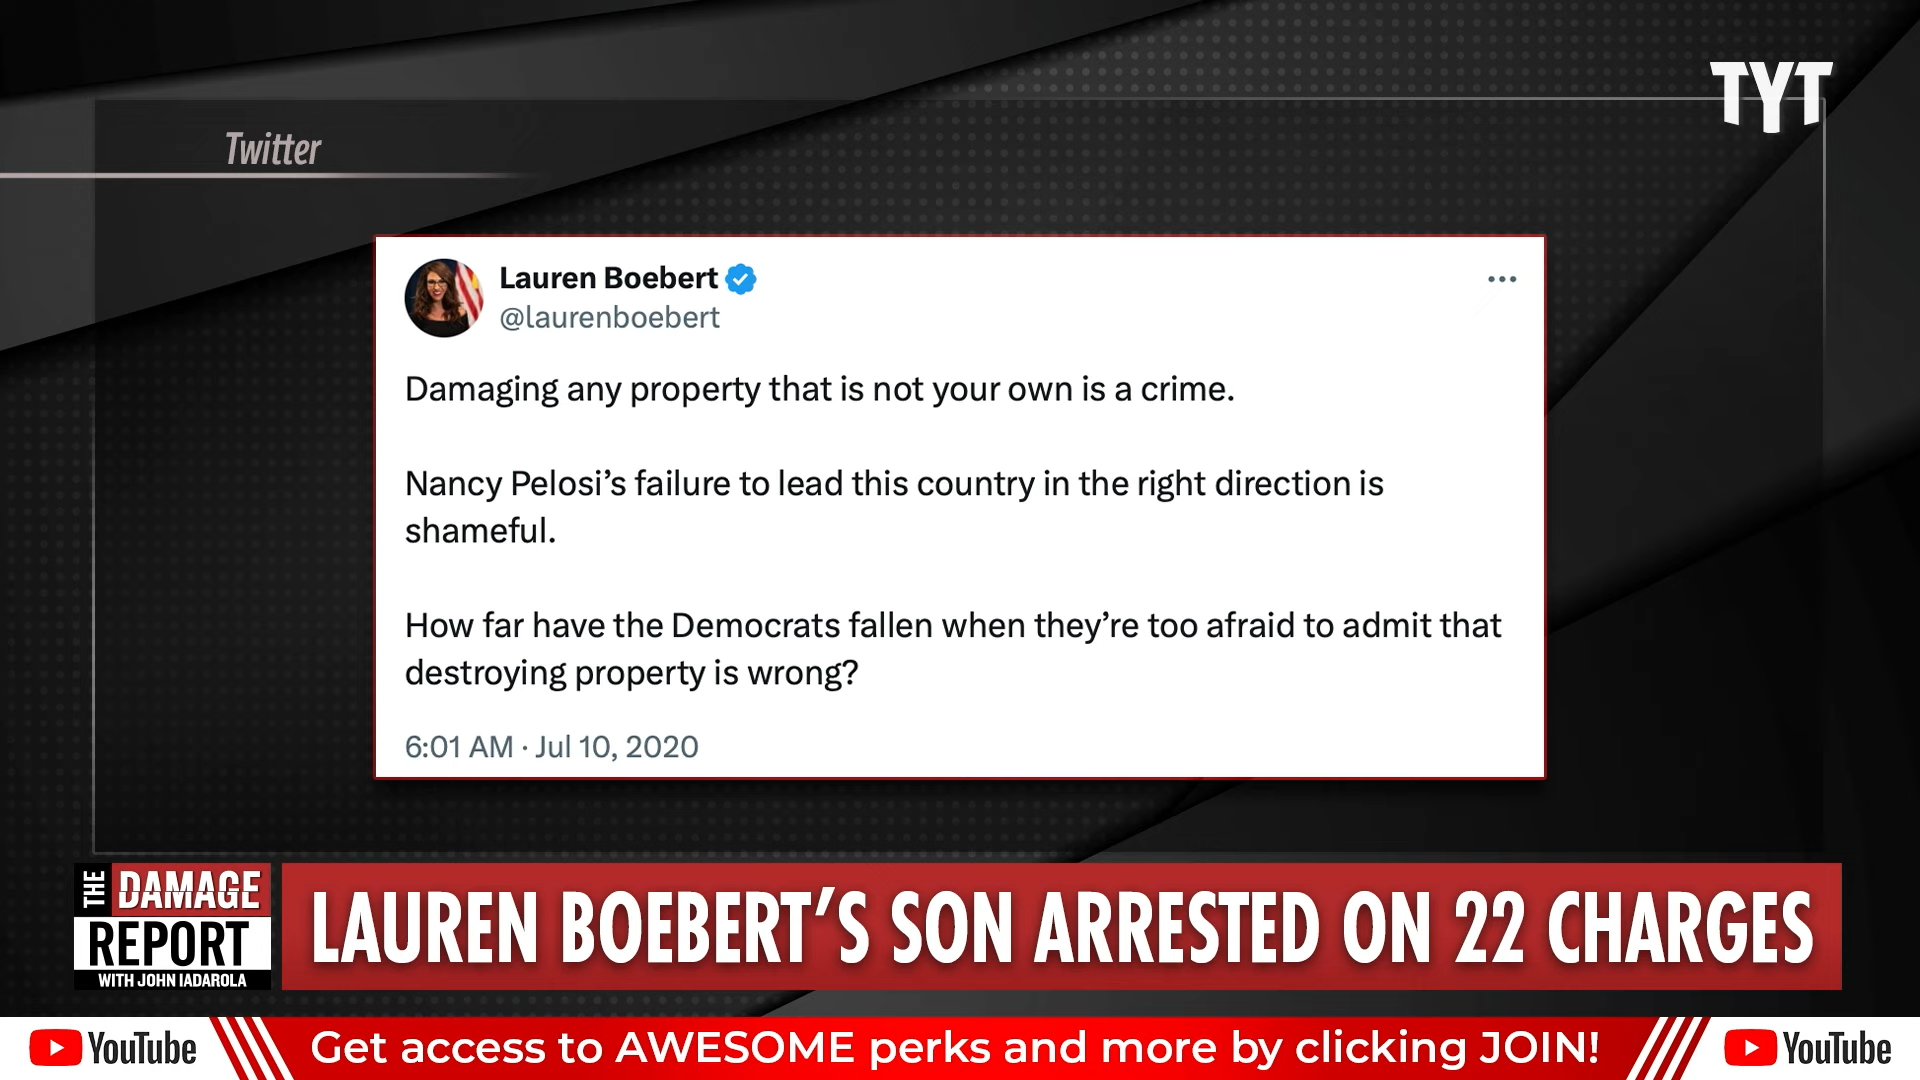 TYT
Twitter
Lauren Boebert
@laurenboebert
Damaging any property that is not your own is a crime.
Nancy Pelosi’s failure to lead this country in the right direction is
shameful.
How far have the Democrats fallen when they’re too afraid to admit that
destroying property is wrong?
6:01 AM · Jul 10, 2020
THE DAMAGE
REPORT
WITH JOHN IADAROLA
LAUREN BOEBERT’S SON ARRESTED ON 22 CHARGES
YouTube
Get access to AWESOME perks and more by clicking JOIN!
YouTube